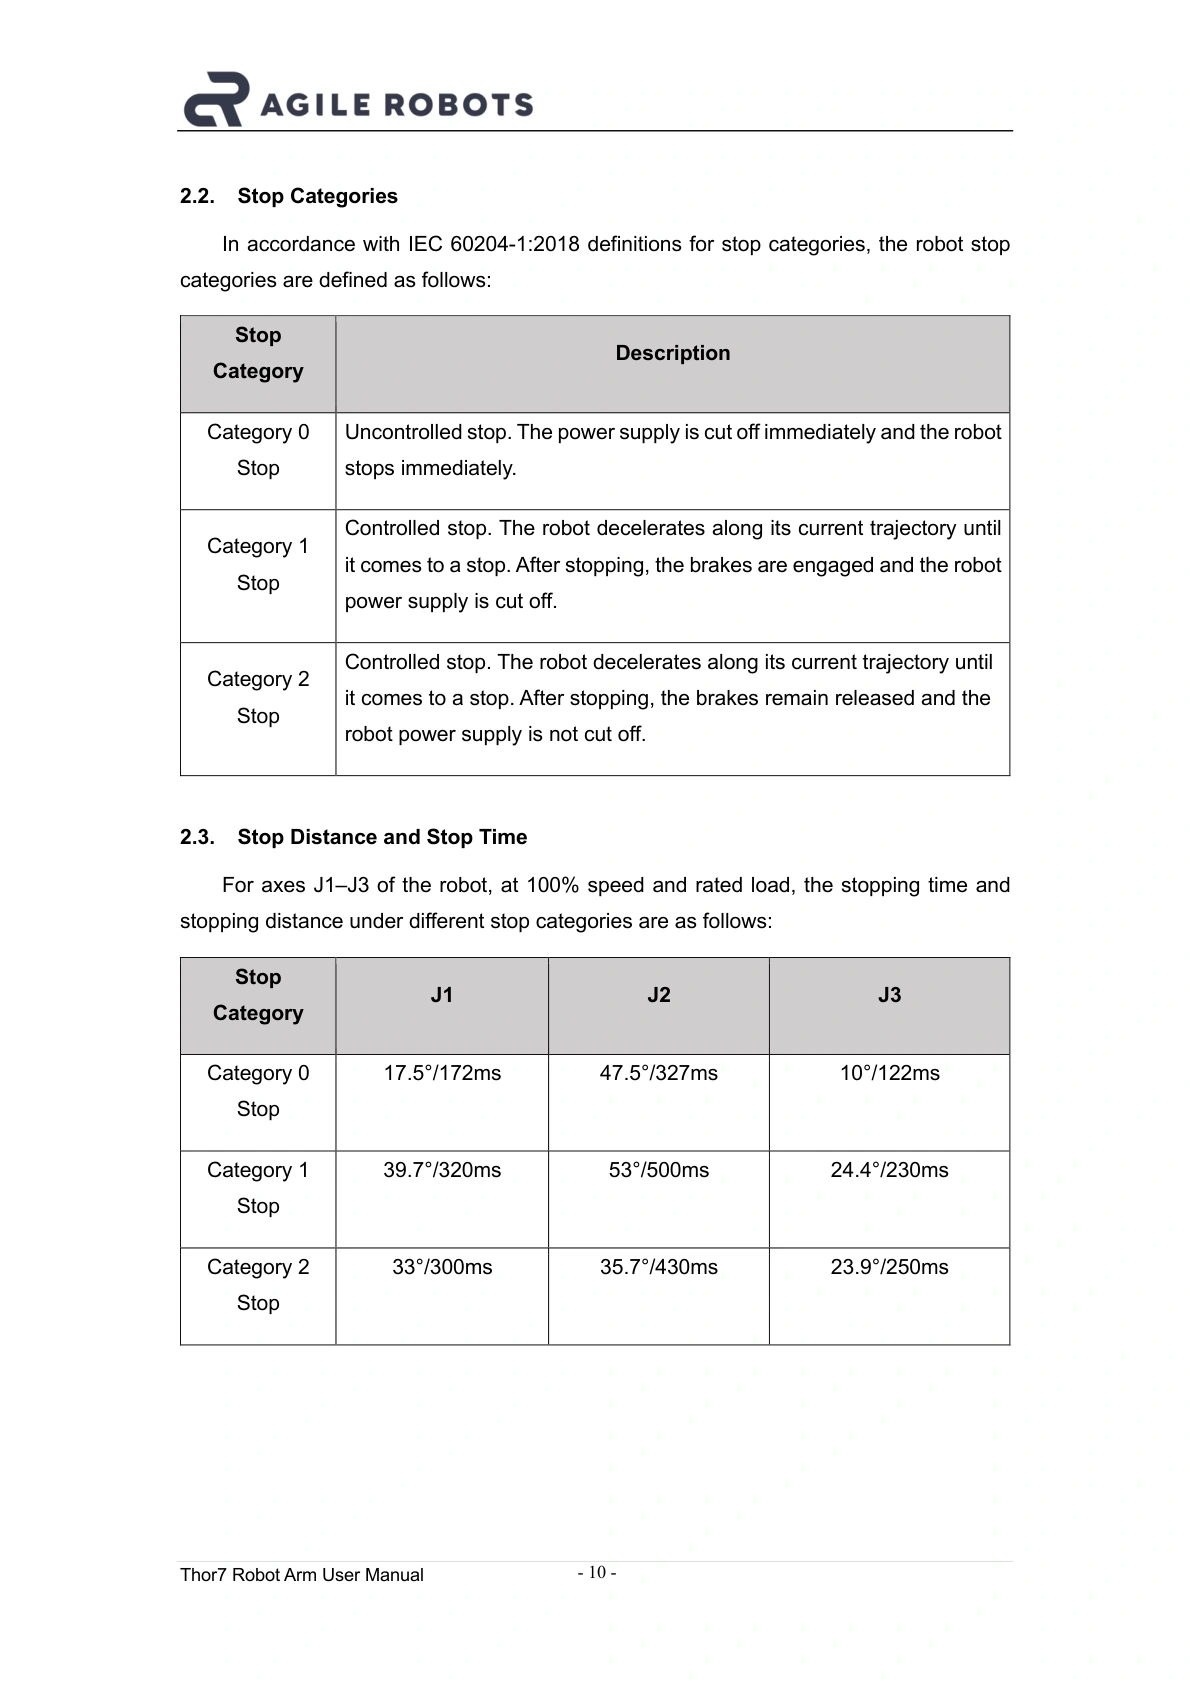 AGILE ROBOTS
2.2. Stop Categories
In accordance with IEC 60204-1:2018 definitions for stop categories, the robot stop
categories are defined as follows:
Stop
Category
Description
Category 0
Stop
Uncontrolled stop. The power supply is cut off immediately and the robot
stops immediately.
Category 1
Stop
Controlled stop. The robot decelerates along its current trajectory until
it comes to a stop. After stopping, the brakes are engaged and the robot
power supply is cut off.
Category 2
Stop
Controlled stop. The robot decelerates along its current trajectory until
it comes to a stop. After stopping, the brakes remain released and the
robot power supply is not cut off.
2.3. Stop Distance and Stop Time
For axes J1–J3 of the robot, at 100% speed and rated load, the stopping time and
stopping distance under different stop categories are as follows:
Stop
Category
J1
J2
J3
Category 0
Stop
17.5°/172ms
47.5°/327ms
10°/122ms
Category 1
Stop
39.7°/320ms
53°/500ms
24.4°/230ms
Category 2
Stop
33°/300ms
35.7°/430ms
23.9°/250ms
Thor7 Robot Arm User Manual
- 10 -